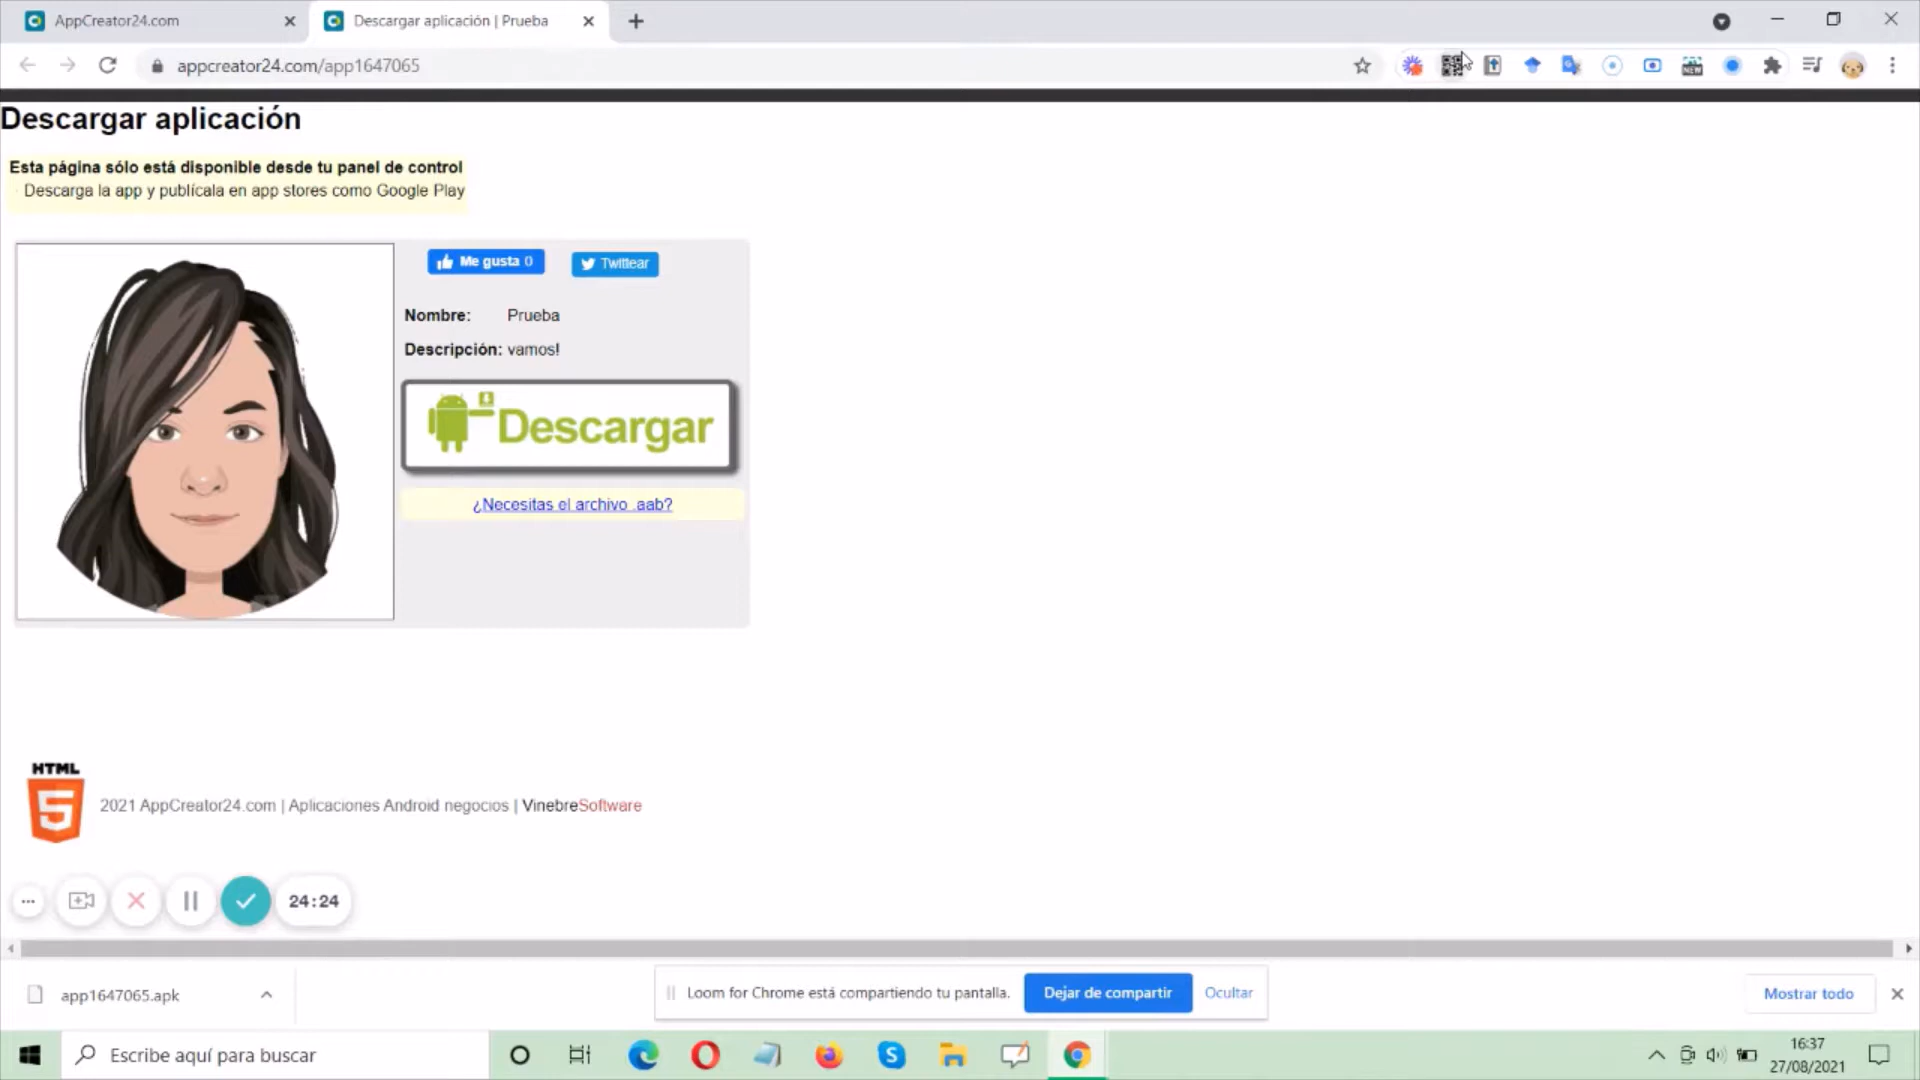 AppCreator24.com
Descargar aplicación | Prueba
appcreator24.com/app1647065
NEW
Descargar aplicación
Esta página sólo está disponible desde tu panel de control
Descarga la app y publícala en app stores como Google Play
Me gusta 0
Twittear
Nombre: Prueba
Descripción: vamos!
Descargar
¿Necesitas el archivo .aab?
HTML
5
2021 AppCreator24.com | Aplicaciones Android negocios | VinebreSoftware
24:24
app1647065.apk
Loom for Chrome está compartiendo tu pantalla.
Dejar de compartir
Ocultar
Mostrar todo
Escribe aquí para buscar
16:37
27/08/2021